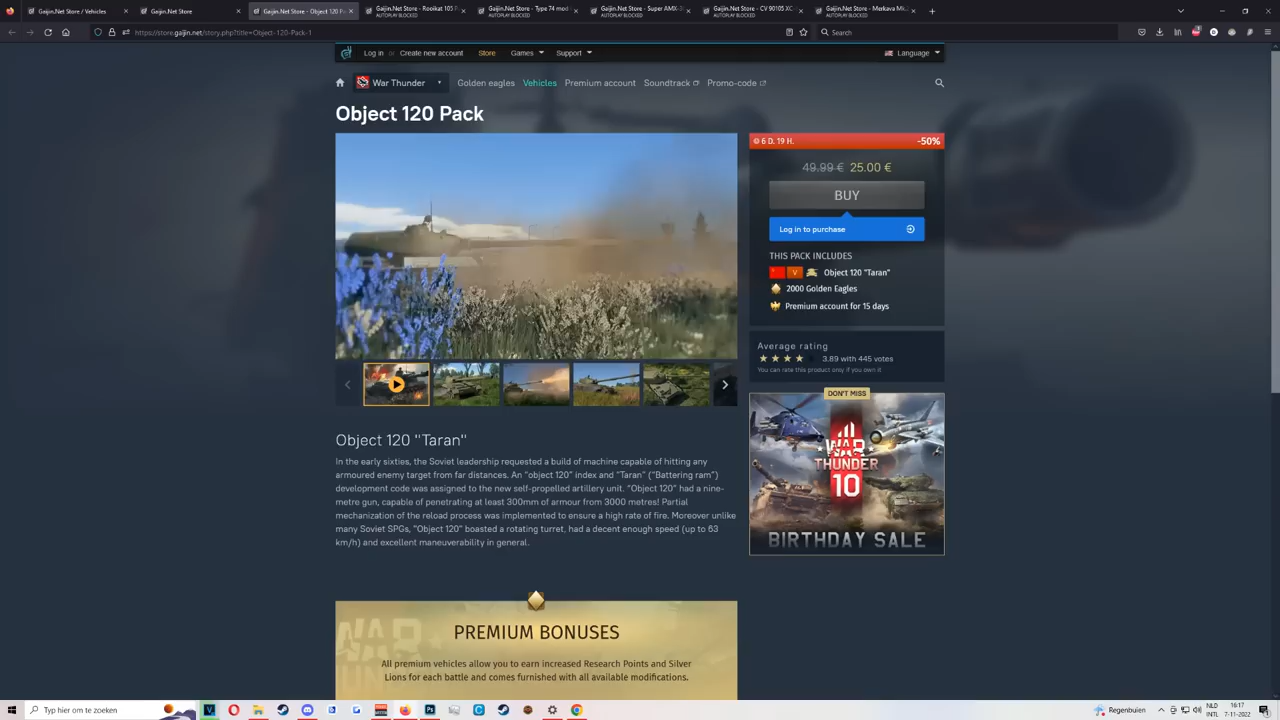 Gaijin.Net Store / Vehicles
Gaijin.Net Store
Gaijin.Net Store - Object 120 Pa
Gaijin.Net Store - Rooikat 105 P
AUTOPLAY BLOCKED
Gaijin.Net Store - Type 74 mod
AUTOPLAY BLOCKED
Gaijin.Net Store - Super AMX-
AUTOPLAY BLOCKED
Gaijin.Net Store - CV 90105 XC
AUTOPLAY BLOCKED
Gaijin.Net Store - Merkava Mk.
AUTOPLAY BLOCKED
https://store.gaijin.net/story.php?title=Object-120-Pack-1
Search
Log in or Create new account Store Games Support Language
War Thunder Golden eagles Vehicles Premium account Soundtrack Promo-code
Object 120 Pack
6 D. 19 H. -50%
49.99 € 25.00 €
BUY
Log in to purchase
THIS PACK INCLUDES
V Object 120 "Taran"
2000 Golden Eagles
Premium account for 15 days
Average rating
3.89 with 445 votes
You can rate this product only if you own it
DON'T MISS
WAR
THUNDER
10
BIRTHDAY SALE
Object 120 "Taran"
In the early sixties, the Soviet leadership requested a build of machine capable of hitting any
armoured enemy target from far distances. An "object 120" index and "Taran" ("Battering ram")
development code was assigned to the new self-propelled artillery unit. "Object 120" had a nine-
metro gun, capable of penetrating at least 300mm of armour from 3000 metres! Partial
mechanization of the reload process was implemented to ensure a high rate of fire. Moreover unlike
many Soviet SPGs, "Object 120" boasted a rotating turret, had a decent enough speed (up to 63
km/h) and excellent maneuverability in general.
PREMIUM BONUSES
All premium vehicles allow you to earn increased Research Points and Silver
Lions for each battle and comes furnished with all available modifications.
Typ hier om te zoeken
Regenbuien
NLD
16:17
7-11-2022